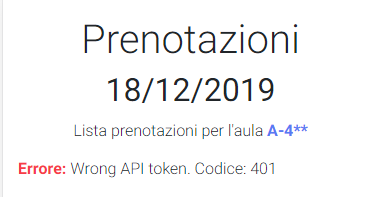 Prenotazioni
18/12/2019
Lista prenotazioni per l'aula A-4**
Errore: Wrong API token. Codice: 401